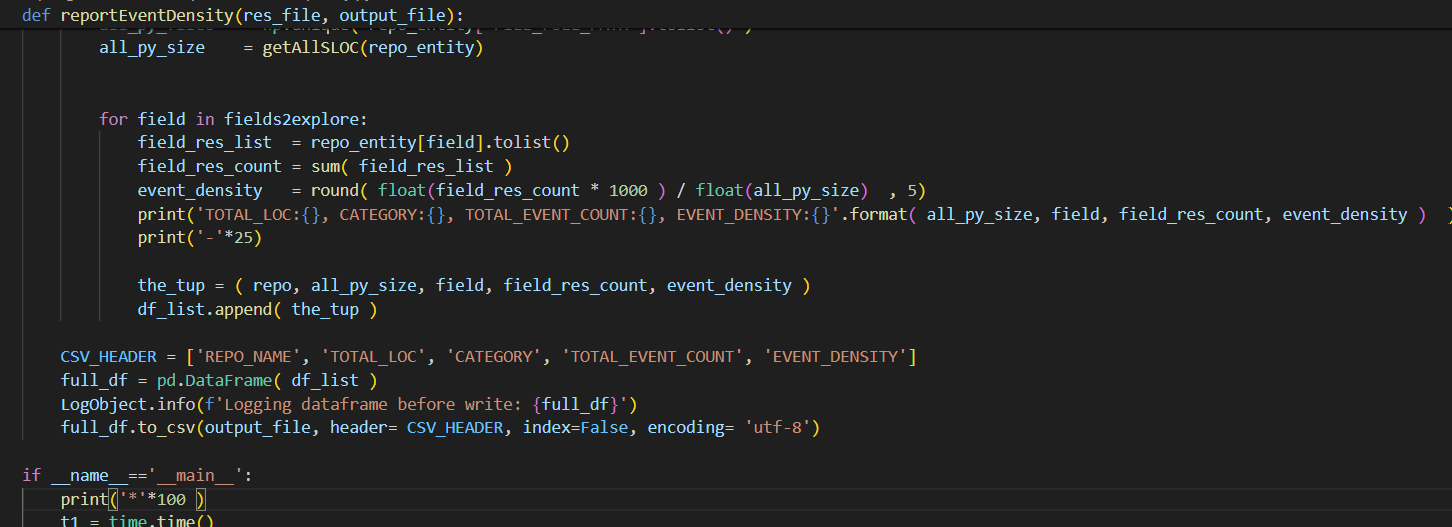 def reportEventDensity(res_file, output_file):
all_py_size    = getAllSLOC(repo_entity)
for field in fields2explore:
field_res_list  = repo_entity[field].tolist()
field_res_count = sum( field_res_list )
event_density   = round( float(field_res_count * 1000 ) / float(all_py_size)  , 5)
print('TOTAL_LOC:{}, CATEGORY:{}, TOTAL_EVENT_COUNT:{}, EVENT_DENSITY:{}'.format( all_py_size, field, field_res_count, event_density )  )
print('-'*25)
the_tup = ( repo, all_py_size, field, field_res_count, event_density )
df_list.append( the_tup )
CSV_HEADER = ['REPO_NAME', 'TOTAL_LOC', 'CATEGORY', 'TOTAL_EVENT_COUNT', 'EVENT_DENSITY']
full_df = pd.DataFrame( df_list )
LogObject.info(f'Logging dataframe before write: {full_df}')
full_df.to_csv(output_file, header= CSV_HEADER, index=False, encoding= 'utf-8')
if __name__=='__main__':
print('*'*100 )
t1 = time.time()